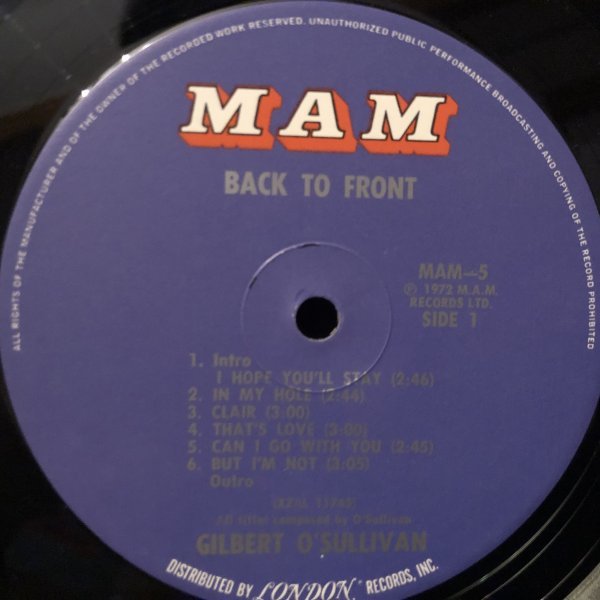 ALL RIGHTS OF THE MANUFACTURER AND OF THE OWNER OF THE RECORDED WORK RESERVED. UNAUTHORIZED PUBLIC PERFORMANCE BROADCASTING AND COPYING OF THE RECORD PROHIBITED
MAM
BACK TO FRONT
MAM-5
℗ 1972 M.A.M.
RECORDS LTD.
SIDE 1
1. Intro
I HOPE YOU'LL STAY (2:46)
2. IN MY HOLE (2:44)
3. CLAIR (3:00)
4. THAT'S LOVE (3:00)
5. CAN I GO WITH YOU (2:45)
6. BUT I'M NOT (3:05)
Outro
All titles composed by O'Sullivan
GILBERT O'SULLIVAN
DISTRIBUTED BY LONDON® RECORDS, INC.